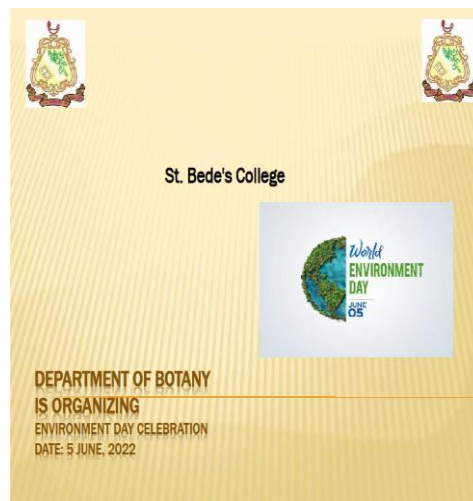 St. Bede's College
World
ENVIRONMENT
DAY
JUNE
05
DEPARTMENT OF BOTANY
IS ORGANIZING
ENVIRONMENT DAY CELEBRATION
DATE: 5 JUNE, 2022